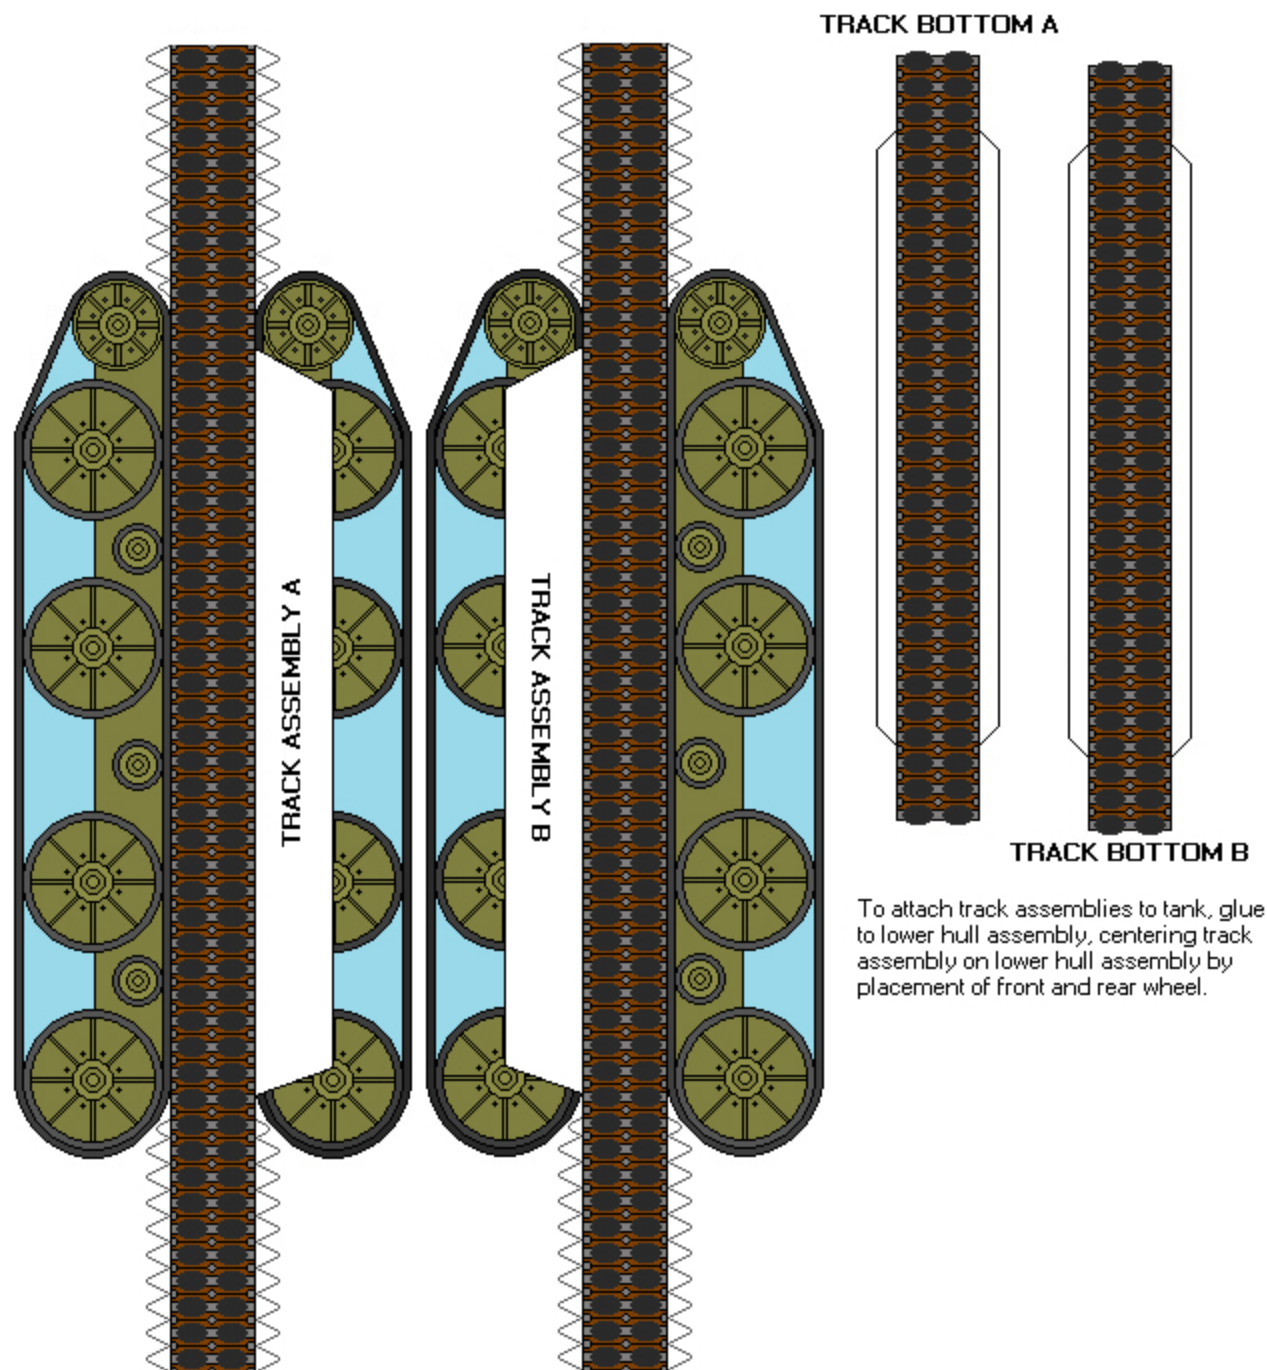 TRACK BOTTOM A
TRACK ASSEMBLY A
TRACK ASSEMBLY B
TRACK BOTTOM B
To attach track assemblies to tank, glue
to lower hull assembly, centering track
assembly on lower hull assembly by
placement of front and rear wheel.